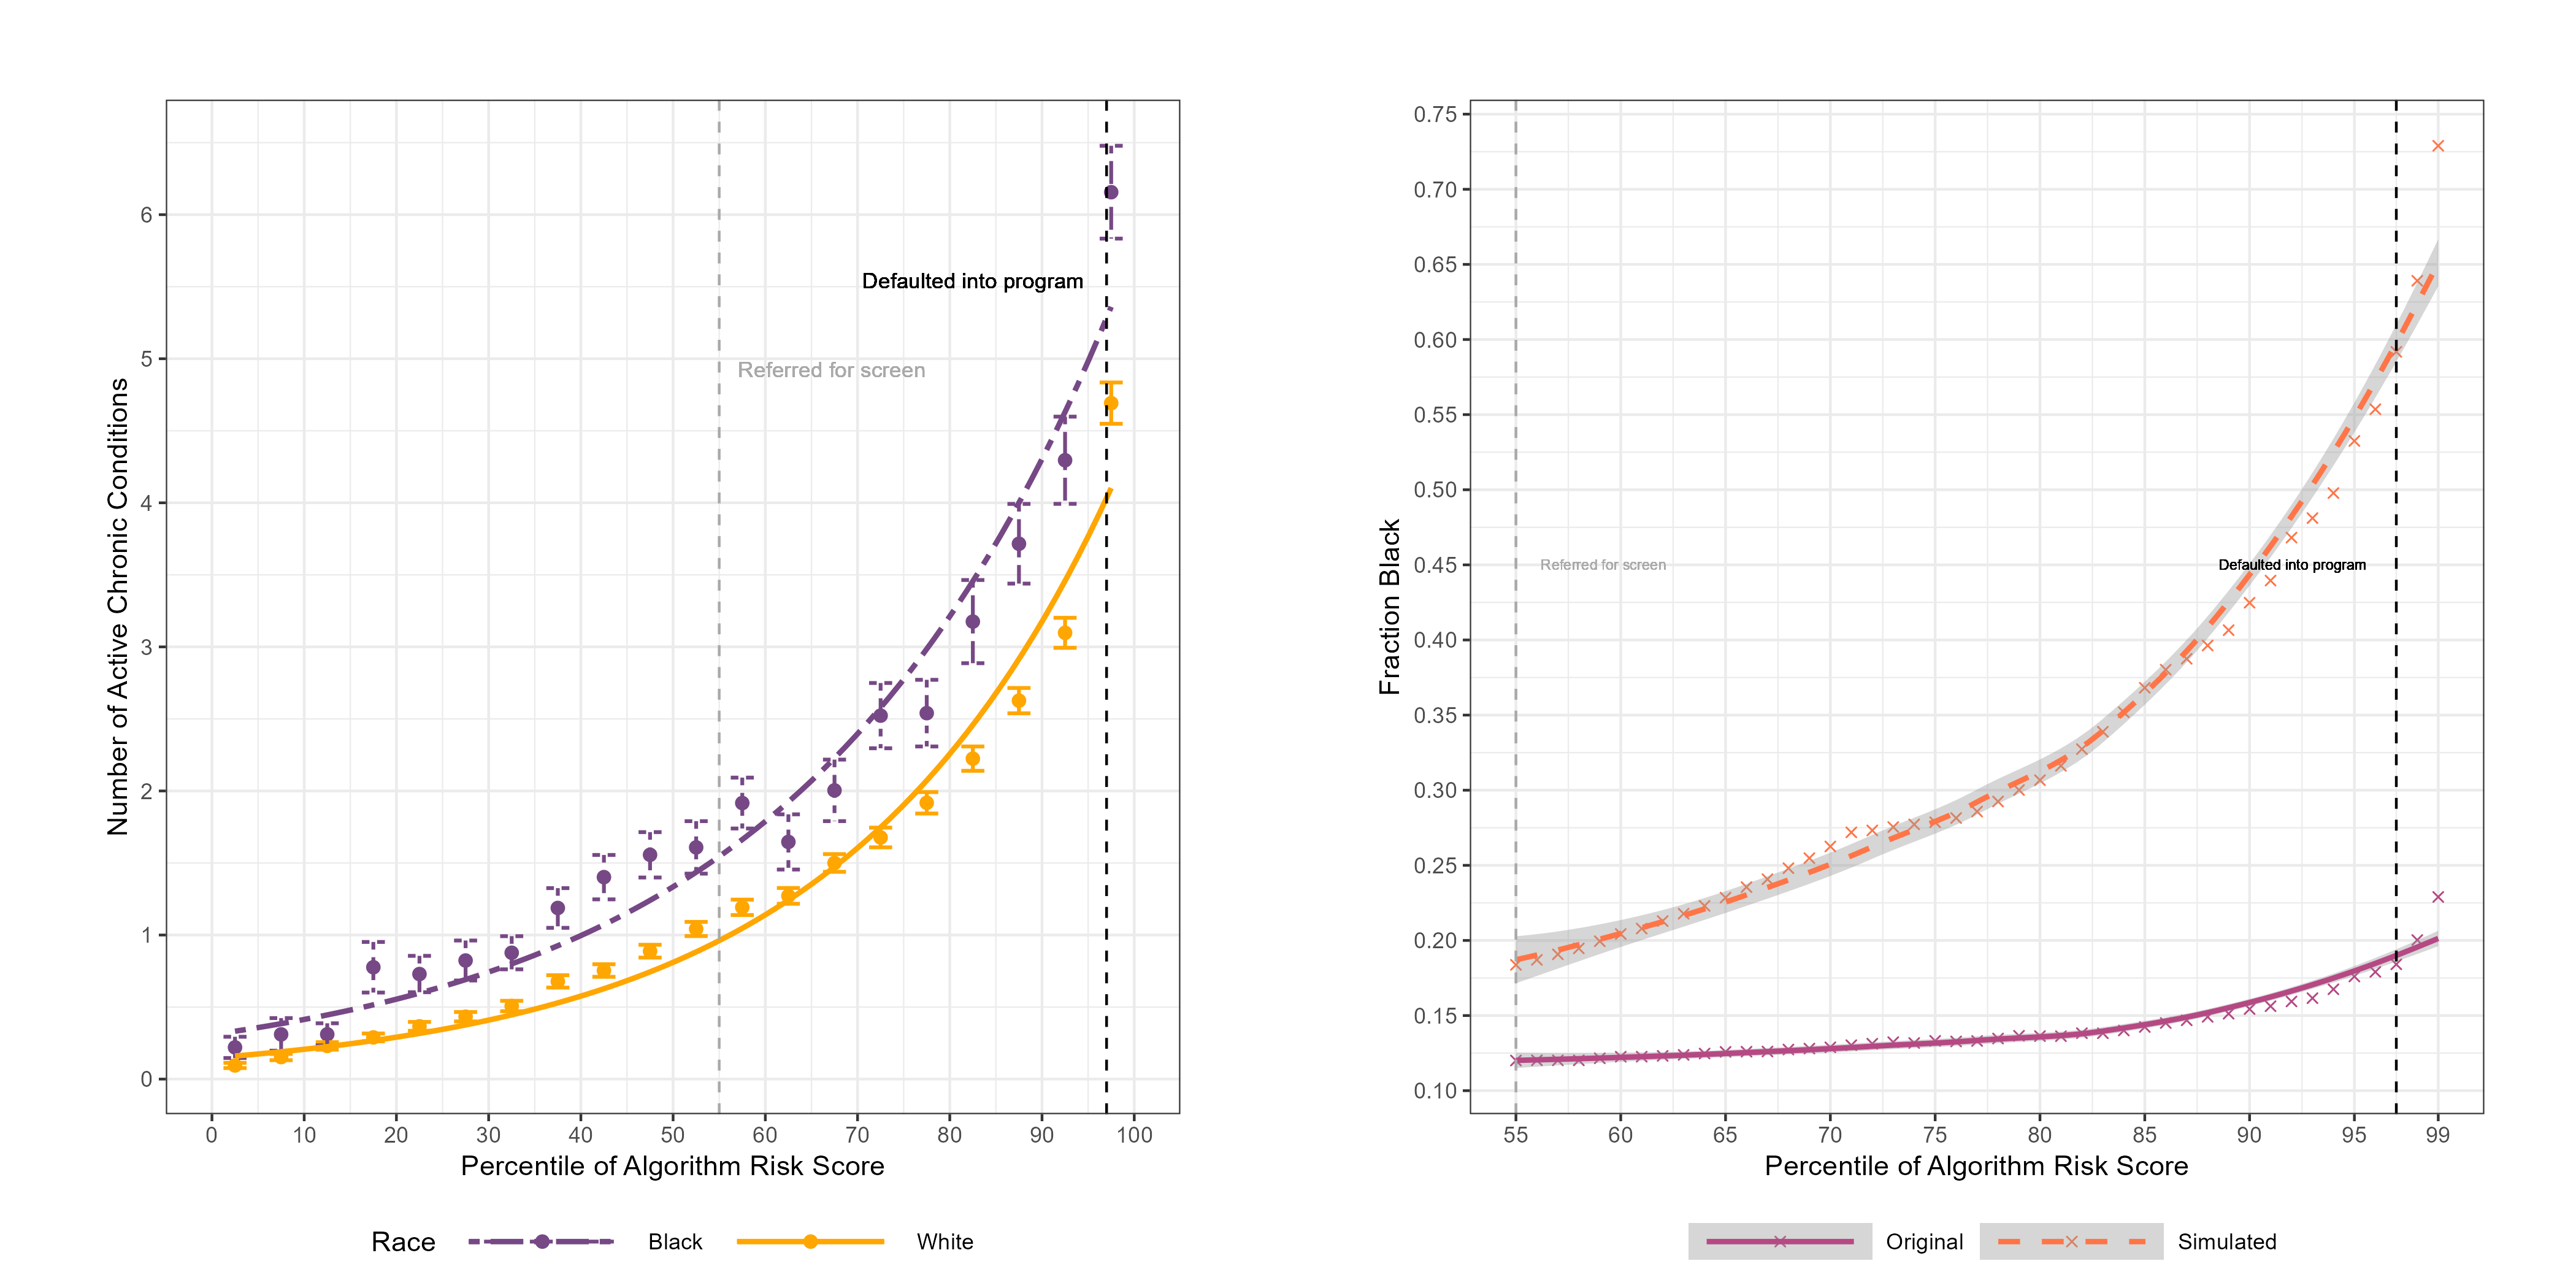 Number of Active Chronic Conditions
6
5
4
3
2
1
0
Defaulted into program
Referred for screen
0 10 20 30 40 50 60 70 80 90 100
Percentile of Algorithm Risk Score
Race Black White
Fraction Black
0.75
0.70
0.65
0.60
0.55
0.50
0.45
0.40
0.35
0.30
0.25
0.20
0.15
0.10
Referred for screen
Defaulted into program
55 60 65 70 75 80 85 90 95 99
Percentile of Algorithm Risk Score
Original Simulated